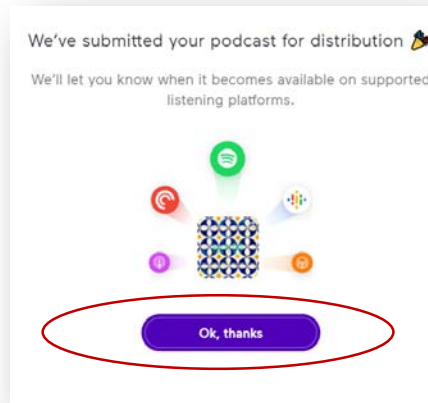 We've submitted your podcast for distribution 🎉
We'll let you know when it becomes available on supported
listening platforms.
Ok, thanks